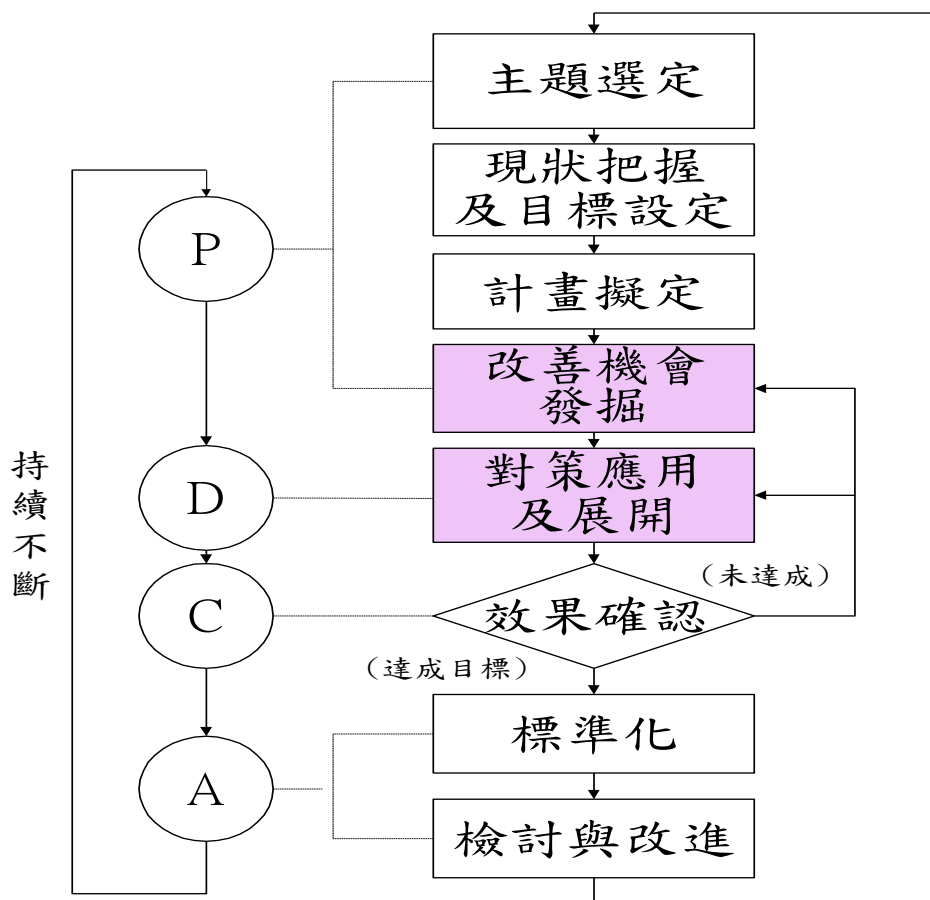 主題選定
現狀把握
及目標設定
P
計畫擬定
改善機會
發掘
持續不斷
D
對策應用
及展開
(未達成)
C
效果確認
(達成目標)
標準化
A
檢討與改進